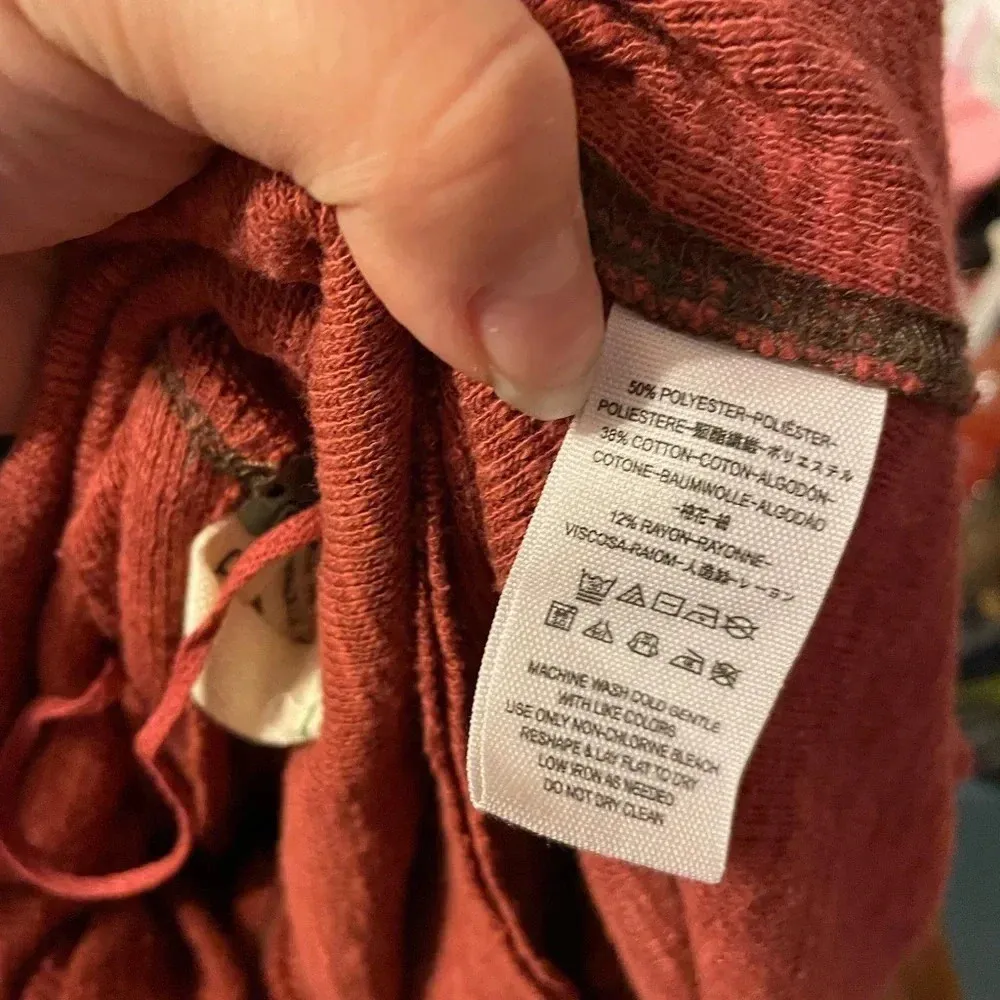 50% POLYESTER-POLIÉSTER-
POLIESTERE-聚酯纖維-ポリエステル
38% COTTON-COTON-ALGODÓN-
COTONE-BAUMWOLLE-ALGODAO
-棉花-綿
12% RAYON-RAYONNE-
VISCOSA-RAIOM-人造絲-レーヨン
MACHINE WASH COLD GENTLE
WITH LIKE COLORS
USE ONLY NON-CHLORINE BLEACH
RESHAPE & LAY FLAT TO DRY
LOW IRON AS NEEDED
DO NOT DRY CLEAN